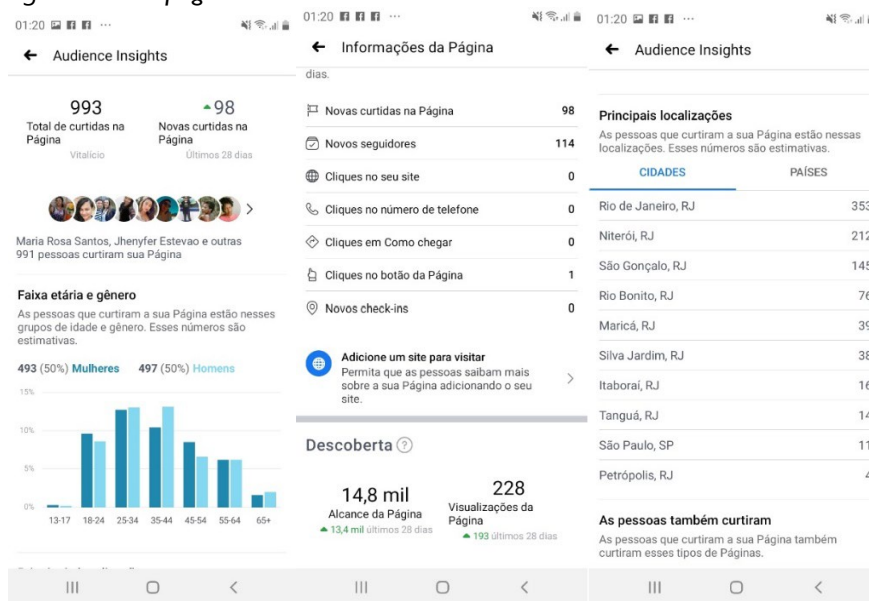 01:20
Audience Insights
993
Total de curtidas na
Página
Vitalício
98
Novas curtidas na
Página
Últimos 28 dias
Maria Rosa Santos, Jhenyfer Estevao e outras
991 pessoas curtiram sua Página
Faixa etária e gênero
As pessoas que curtiram a sua Página estão nesses
grupos de idade e gênero. Esses números são
estimativas.
493 (50%) Mulheres 497 (50%) Homens
15%
10%
5%
0%
13-17 18-24 25-34 35-44 45-54 55-64 65+
01:20
Informações da Página
dias.
Novas curtidas na Página 98
Novos seguidores 114
Cliques no seu site 0
Cliques no número de telefone 0
Cliques em Como chegar 0
Cliques no botão da Página 1
Novos check-ins 0
Adicione um site para visitar
Permita que as pessoas saibam mais
sobre a sua Página adicionando o seu
site.
Descoberta ?
14,8 mil
Alcance da Página
13,4 mil últimos 28 dias
228
Visualizações da
Página
193 últimos 28 dias
01:20
Audience Insights
Principais localizações
As pessoas que curtiram a sua Página estão nessas
localizações. Esses números são estimativas.
CIDADES PAÍSES
Rio de Janeiro, RJ 353
Niterói, RJ 212
São Gonçalo, RJ 145
Rio Bonito, RJ 76
Maricá, RJ 39
Silva Jardim, RJ 38
Itaboraí, RJ 16
Tanguá, RJ 14
São Paulo, SP 11
Petrópolis, RJ
As pessoas também curtiram
As pessoas que curtiram a sua Página também
curtiram esses tipos de Páginas.